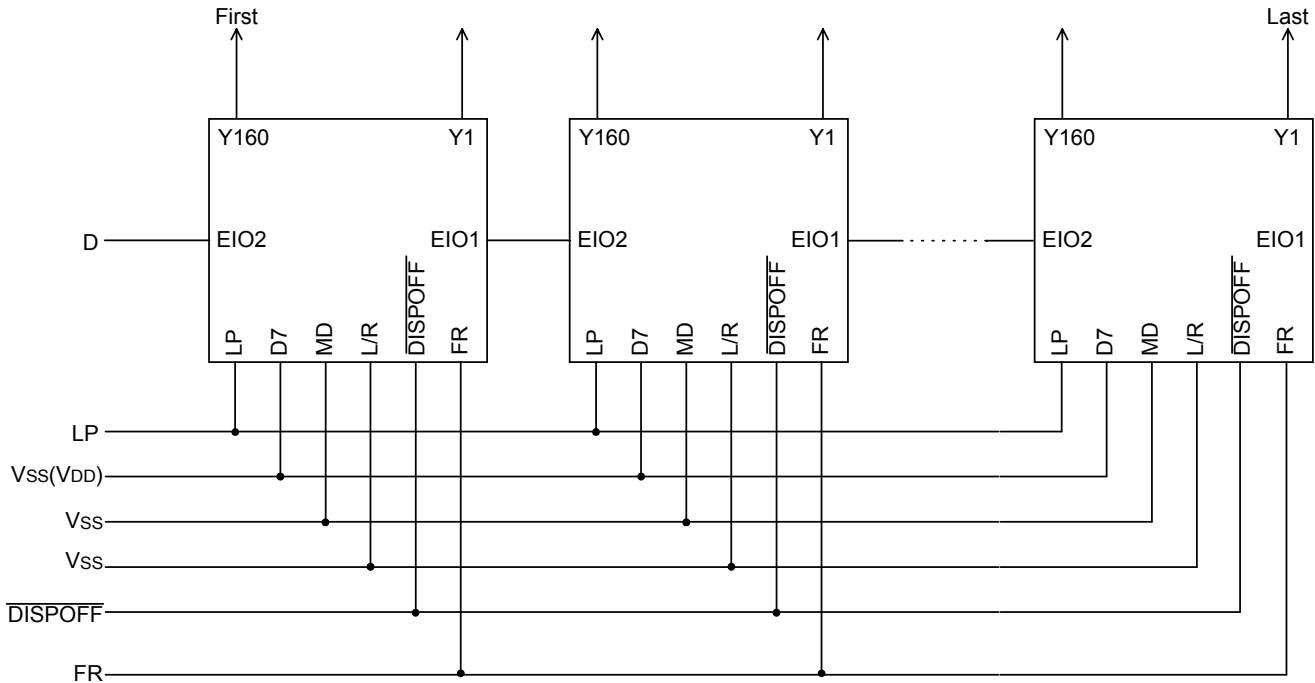 First Last
Y160 Y1 Y160 Y1 Y160 Y1
D EIO2 EIO1 EIO2 EIO1 EIO2 EIO1
LP D7 MD L/R DISPOFF FR LP D7 MD L/R DISPOFF FR LP D7 MD L/R DISPOFF FR
LP
VSS(VDD)
VSS
VSS
DISPOFF
FR